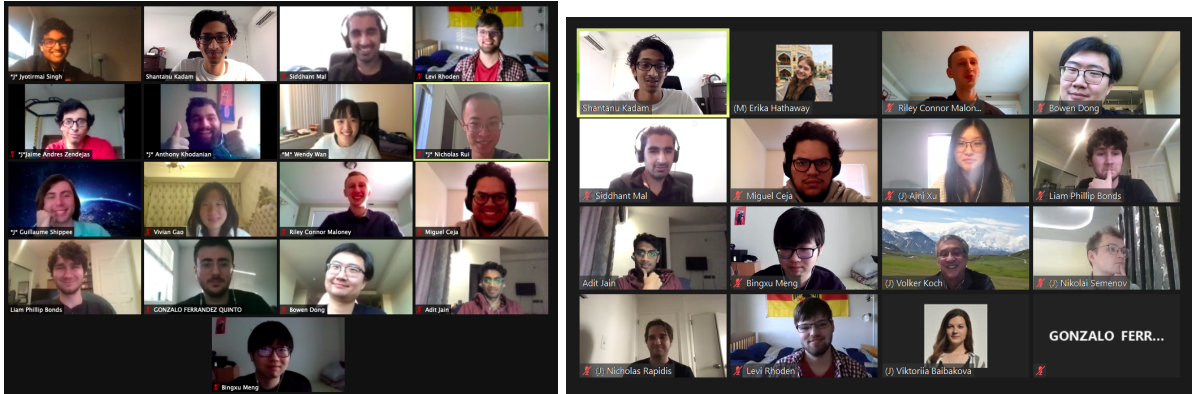 *J* Jyotirmai Singh
Shantanu Kadam
Siddhant Mal
Levi Rhoden
*J*Jaime Andres Zendejas
*J* Anthony Khodanian
*M* Wendy Wan
*J* Nicholas Rui
*J* Guillaume Shippee
Vivian Gao
Riley Connor Maloney
Miguel Ceja
Liam Phillip Bonds
GONZALO FERRANDEZ QUINTO
Bowen Dong
Adit Jain
Bingxu Meng
Shantanu Kadam
(M) Erika Hathaway
Riley Connor Malon...
Bowen Dong
Siddhant Mal
Miguel Ceja
(J) Aini Xu
Liam Phillip Bonds
Adit Jain
Bingxu Meng
(J) Volker Koch
(J) Nikolai Semenov
(J) Nicholas Rapidis
Levi Rhoden
(J) Viktoriia Baibakova
GONZALO FERR...